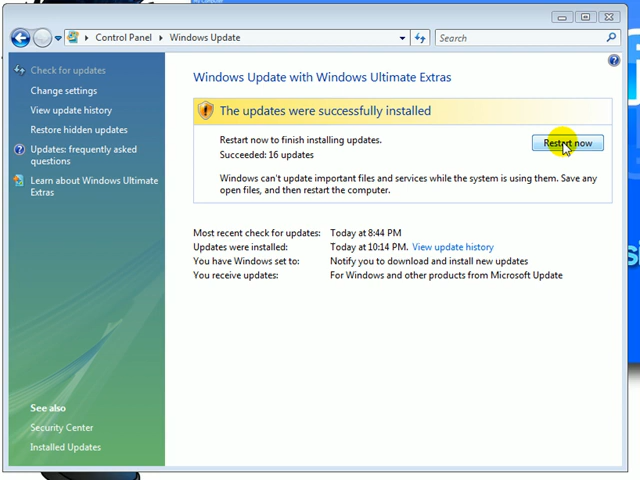 Control Panel
Windows Update
Search
Check for updates
Change settings
View update history
Restore hidden updates
Updates: frequently asked
questions
Learn about Windows Ultimate
Extras
Windows Update with Windows Ultimate Extras
The updates were successfully installed
Restart now to finish installing updates.
Succeeded: 16 updates
Restart now
Windows can't update important files and services while the system is using them. Save any
open files, and then restart the computer.
Most recent check for updates: Today at 8:44 PM
Updates were installed: Today at 10:14 PM. View update history
You have Windows set to: Notify you to download and install new updates
You receive updates: For Windows and other products from Microsoft Update
See also
Security Center
Installed Updates